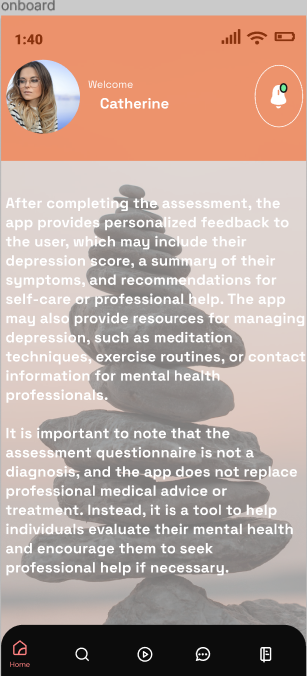 onboard
1:40
Welcome
Catherine
After completing the assessment, the
app provides personalized feedback to
the user, which may include their
depression score, a summary of their
symptoms, and recommendations for
self-care or professional help. The app
may also provide resources for managing
depression, such as meditation
techniques, exercise routines, or contact
information for mental health
professionals.
It is important to note that the
assessment questionnaire is not a
diagnosis, and the app does not replace
professional medical advice or
treatment. Instead, it is a tool to help
individuals evaluate their mental health
and encourage them to seek
professional help if necessary.
Home